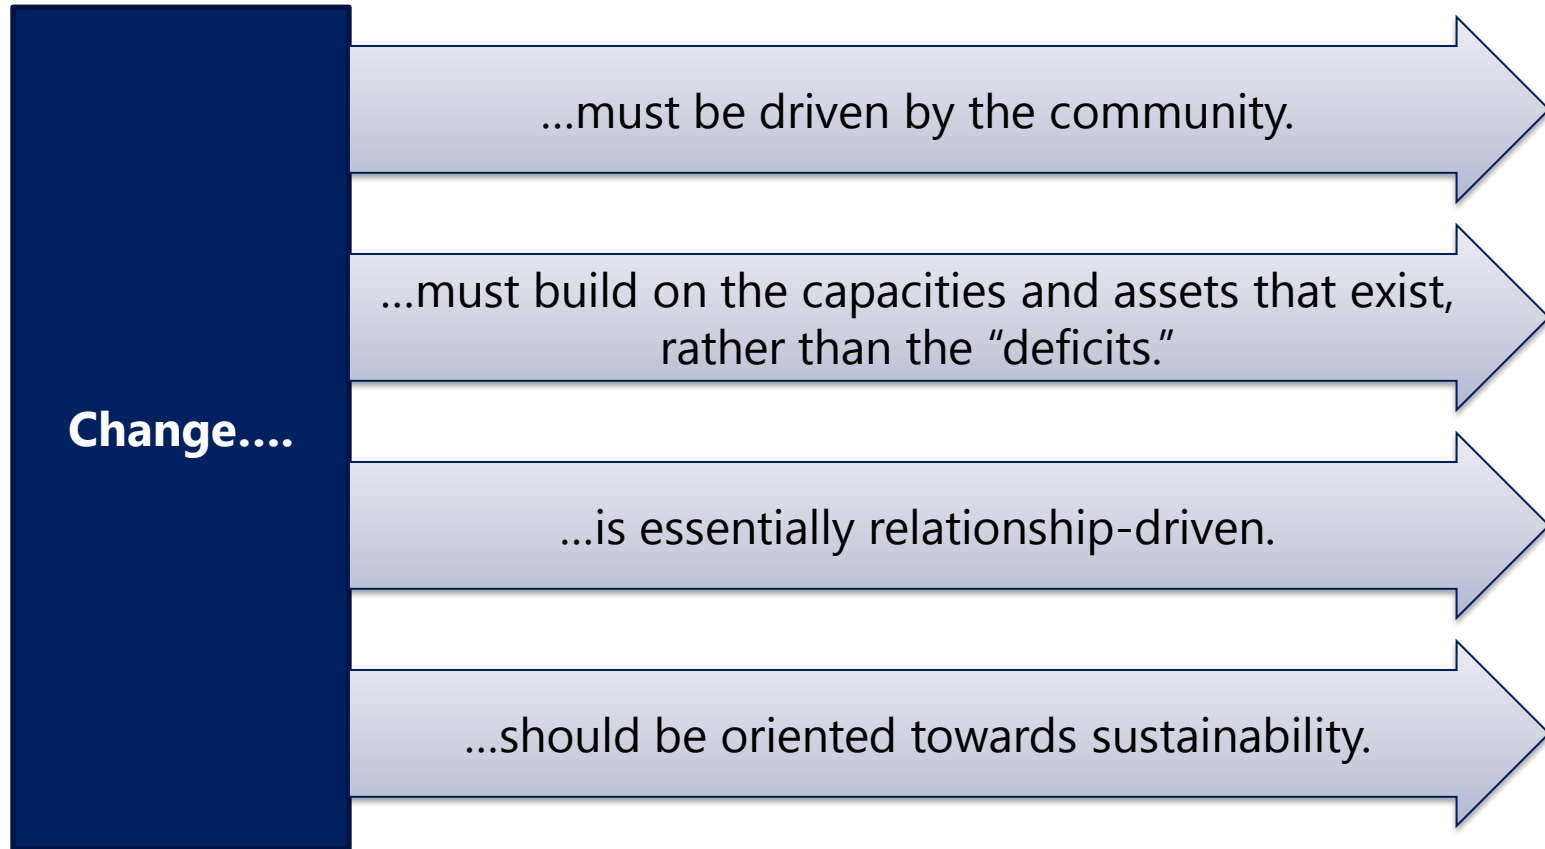 Change....
...must be driven by the community.
...must build on the capacities and assets that exist,
rather than the “deficits.”
...is essentially relationship-driven.
...should be oriented towards sustainability.